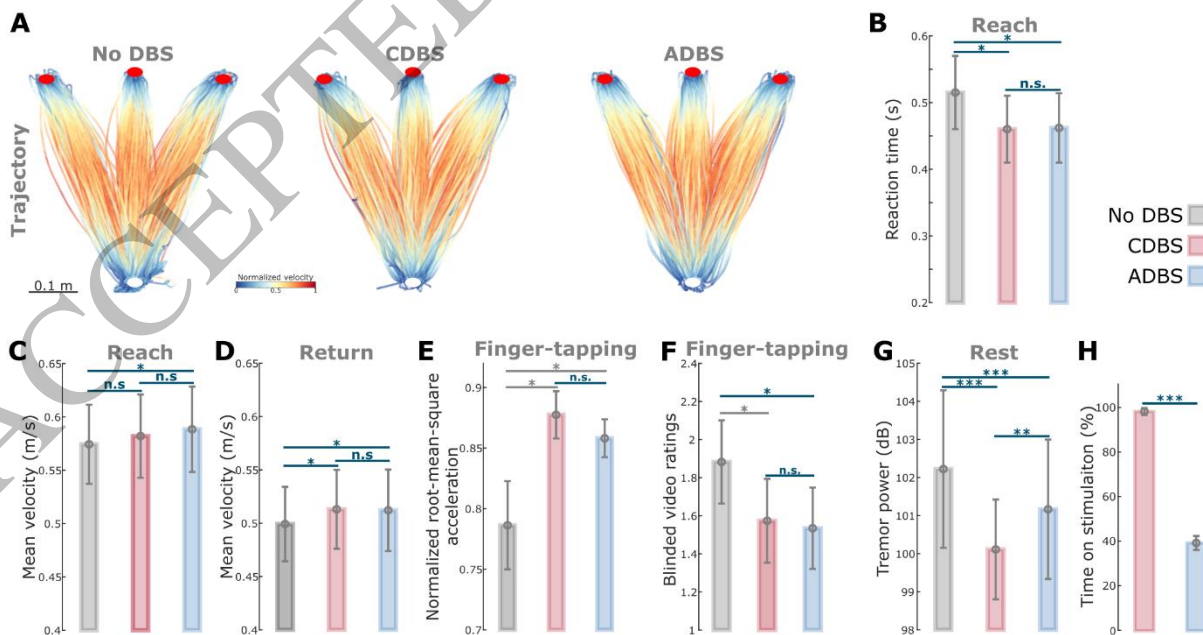 A
No DBS
CDBS
ADBS
Trajectory
0.1 m
Normalized velocity
0 0.5 1
ACCEPTE
B
Reach
*
*
n.s.
Reaction time (s)
0.6
0.5
0.4
0.3
0.2
No DBS
CDBS
ADBS
C
Reach
*
n.s
n.s
Mean velocity (m/s)
0.65
0.6
0.55
0.5
0.45
0.4
D
Return
*
*
n.s
Mean velocity (m/s)
0.65
0.6
0.55
0.5
0.45
0.4
E
Finger-tapping
*
*
n.s.
Normalized root-mean-square
acceleration
0.9
0.85
0.8
0.75
0.7
F
Finger-tapping
*
*
n.s.
Blinded video ratings
2.4
2.2
2
1.8
1.6
1.4
1.2
1
G
Rest
***
***
**
Tremor power (dB)
105
104
103
102
101
100
99
98
H
***
Time on stimulaiton (%)
100
80
60
40
20
0